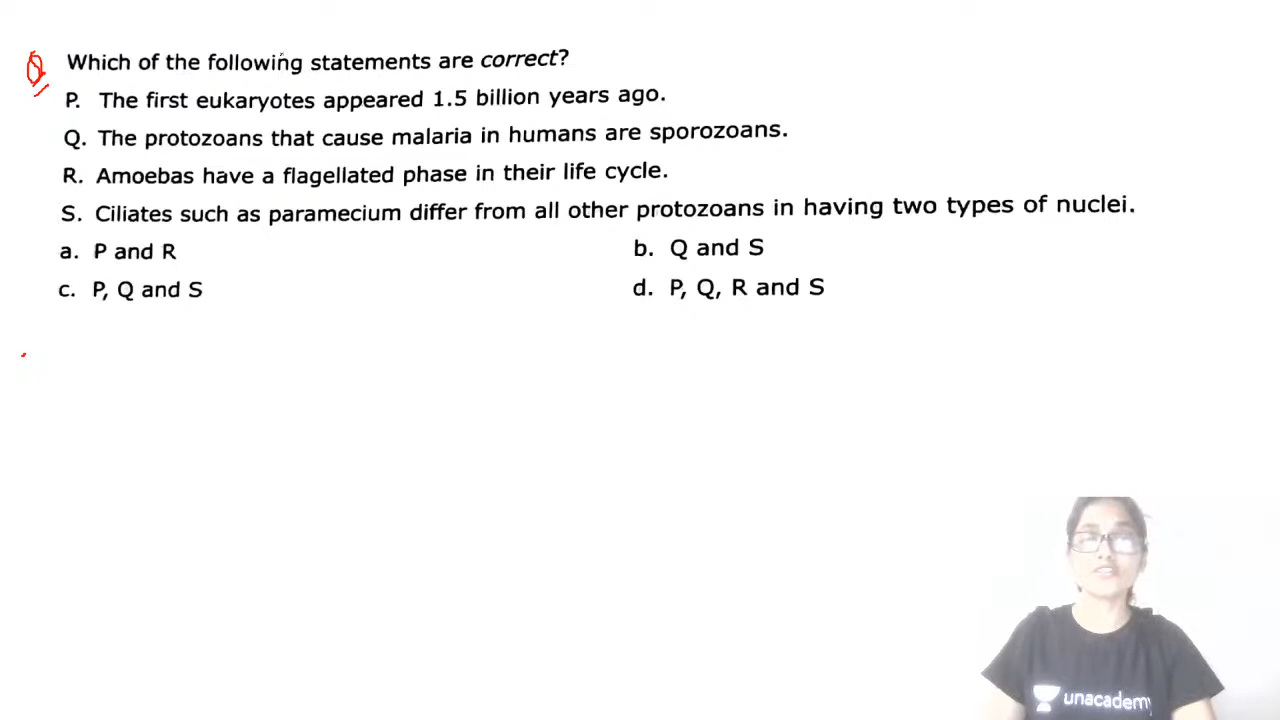 Q Which of the following statements are correct?
P. The first eukaryotes appeared 1.5 billion years ago.
Q. The protozoans that cause malaria in humans are sporozoans.
R. Amoebas have a flagellated phase in their life cycle.
S. Ciliates such as paramecium differ from all other protozoans in having two types of nuclei.
a. P and R
b. Q and S
c. P, Q and S
d. P, Q, R and S
unacademy